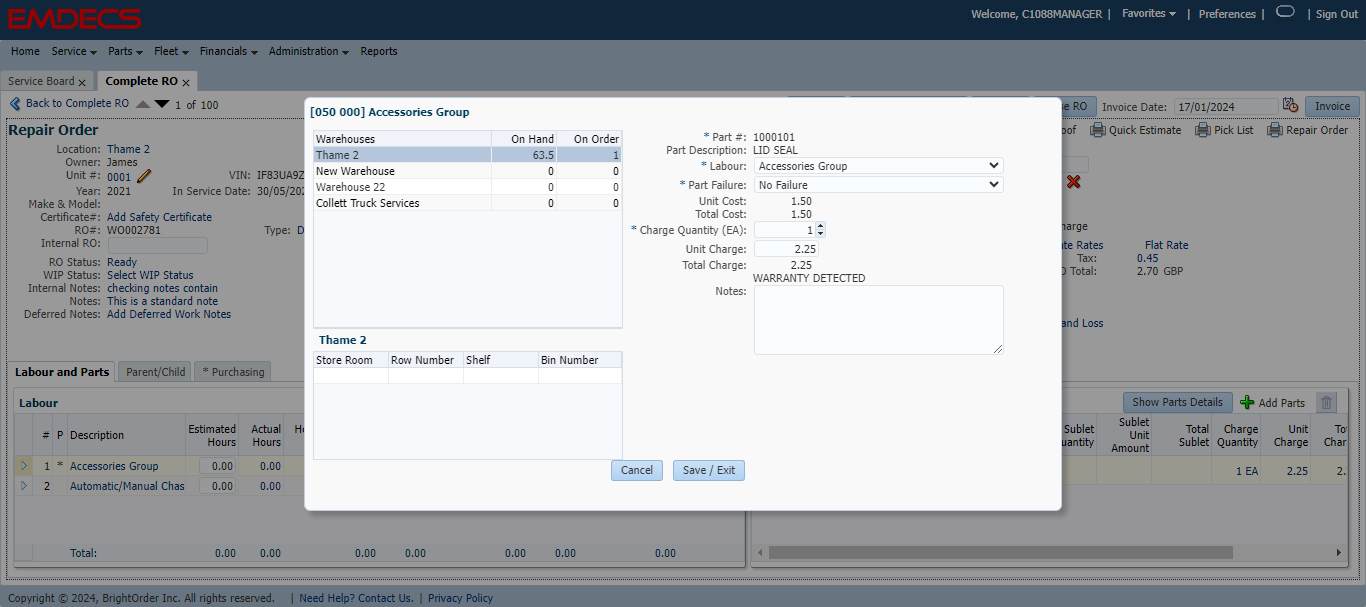 EMDECS
Welcome, C1088MANAGER | Favorites | Preferences | | Sign Out
Home Service Parts Fleet Financials Administration Reports
Service Board x Complete RO x
Back to Complete RO 1 of 100
RO Invoice Date: 17/01/2024 Invoice
Quick Estimate Pick List Repair Order
Repair Order
Location: Thame 2
Owner: James
Unit #: 0001 VIN: IF83UA9Z
Year: 2021 In Service Date: 30/05/202
Make & Model:
Certificate#: Add Safety Certificate
RO#: WO002781 Type: D
Internal RO:
RO Status: Ready
WIP Status: Select WIP Status
Internal Notes: checking notes contain
Notes: This is a standard note
Deferred Notes: Add Deferred Work Notes
[050 000] Accessories Group
Warehouses On Hand On Order
Thame 2 63.5 1
New Warehouse 0 0
Warehouse 22 0 0
Collett Truck Services 0 0
Thame 2
Store Room Row Number Shelf Bin Number
* Part #: 1000101
Part Description: LID SEAL
* Labour: Accessories Group
* Part Failure: No Failure
Unit Cost: 1.50
Total Cost: 1.50
* Charge Quantity (EA): 1
Unit Charge: 2.25
Total Charge: 2.25
WARRANTY DETECTED
Notes:
Cancel Save / Exit
Rates Flat Rate
Tax: 0.45
Total: 2.70 GBP
and Loss
Labour and Parts Parent/Child * Purchasing
Labour
# P Description Estimated Hours Actual Hours
1 * Accessories Group 0.00 0.00
2 Automatic/Manual Chas 0.00 0.00
Total: 0.00 0.00 0.00 0.00 0.00 0.00 0.00
Show Parts Details Add Parts
Sublet Sublet Unit Amount Total Sublet Charge Quantity Unit Charge
1 EA 2.25 2.
Copyright © 2024, BrightOrder Inc. All rights reserved. | Need Help? Contact Us. | Privacy Policy